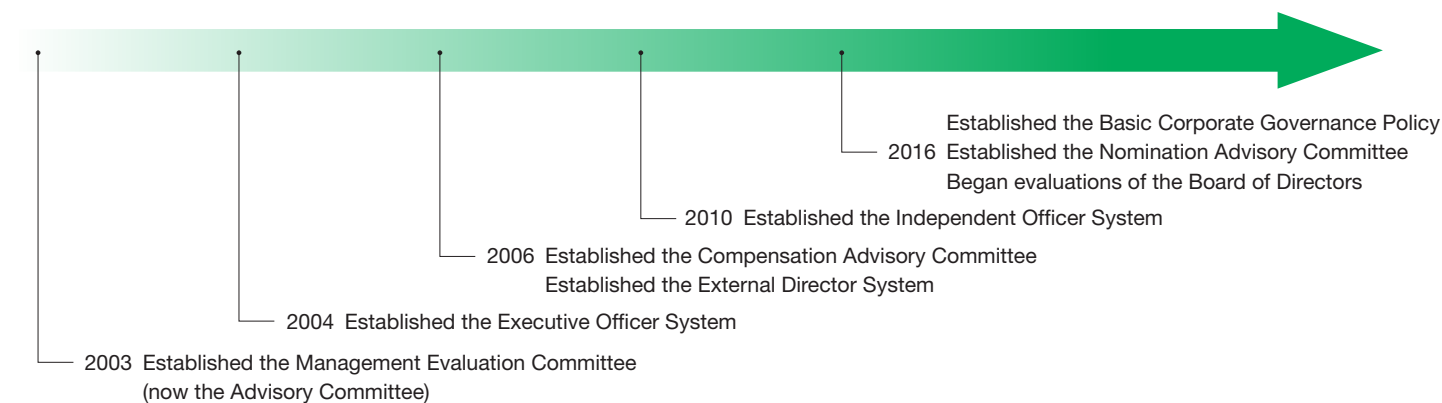 Established the Basic Corporate Governance Policy
2016 Established the Nomination Advisory Committee
Began evaluations of the Board of Directors
2010 Established the Independent Officer System
2006 Established the Compensation Advisory Committee
Established the External Director System
2004 Established the Executive Officer System
2003 Established the Management Evaluation Committee
(now the Advisory Committee)